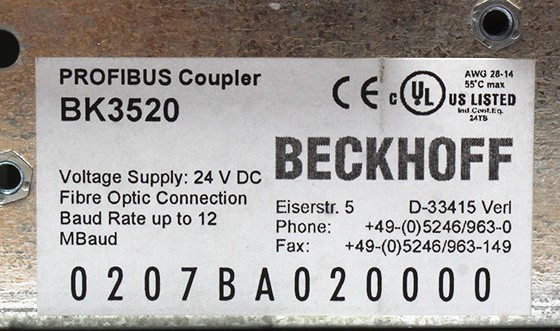 PROFIBUS Coupler
BK3520
CE
c UL US LISTED
AWG 28-14
55°C max
Ind.Cont.Eq.
24TB
BECKHOFF
Voltage Supply: 24 V DC
Fibre Optic Connection
Baud Rate up to 12
MBaud
Eiserstr. 5 D-33415 Verl
Phone: +49-(0)5246/963-0
Fax: +49-(0)5246/963-149
0207BA020000